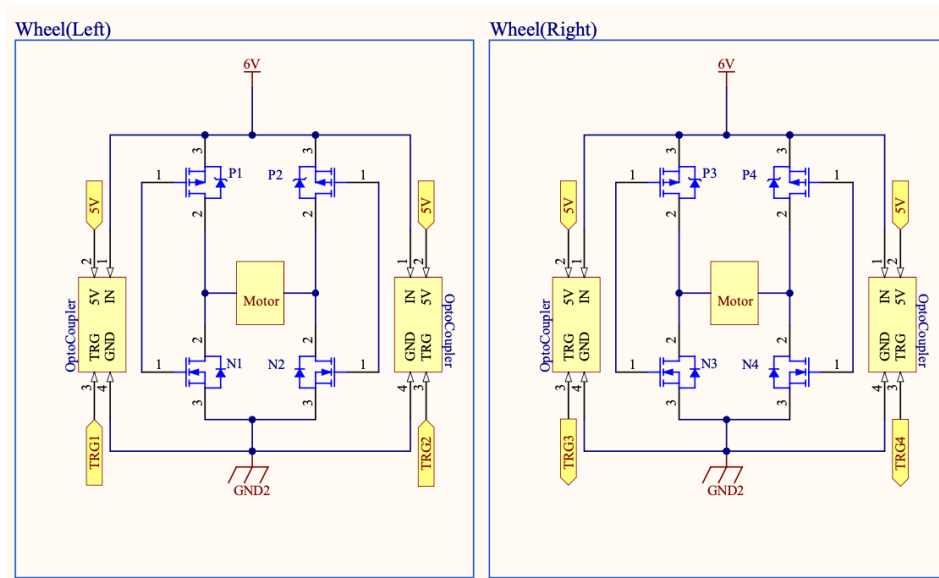 Wheel(Left)
6V
3
3
1
P1
P2
1
2
2
5V
5V
2
1
1
2
5V
IN
IN
5V
OptoCoupler
Motor
OptoCoupler
TRG
GND
GND
TRG
2
2
1
N1
N2
1
3
4
3
3
4
3
TRG1
TRG2
GND2
Wheel(Right)
6V
3
3
1
P3
P4
1
2
2
5V
5V
2
1
1
2
5V
IN
IN
5V
OptoCoupler
Motor
OptoCoupler
TRG
GND
GND
TRG
2
2
1
N3
N4
1
3
4
3
3
4
3
TRG3
TRG4
GND2